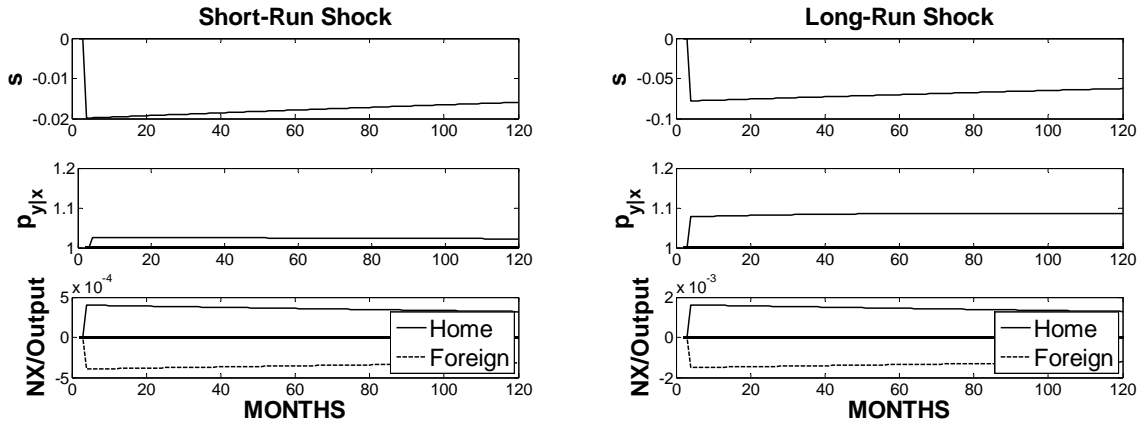 Short-Run Shock
s
0
-0.01
-0.02
0 20 40 60 80 100 120
p y|x
1.2
1.1
1
0 20 40 60 80 100 120
x 10 -4
NX/Output
5
0
-5
0 20 40 60 80 100 120
Home
Foreign
MONTHS
Long-Run Shock
s
0
-0.05
-0.1
0 20 40 60 80 100 120
p y|x
1.2
1.1
1
0 20 40 60 80 100 120
x 10 -3
NX/Output
2
0
-2
0 20 40 60 80 100 120
Home
Foreign
MONTHS